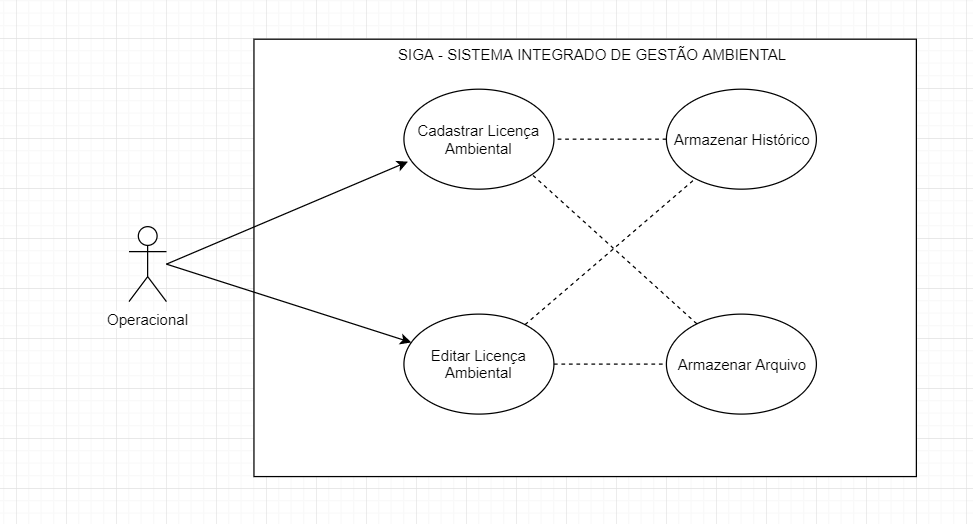 SIGA - SISTEMA INTEGRADO DE GESTÃO AMBIENTAL
Cadastrar Licença
Ambiental
Armazenar Histórico
Operacional
Editar Licença
Ambiental
Armazenar Arquivo